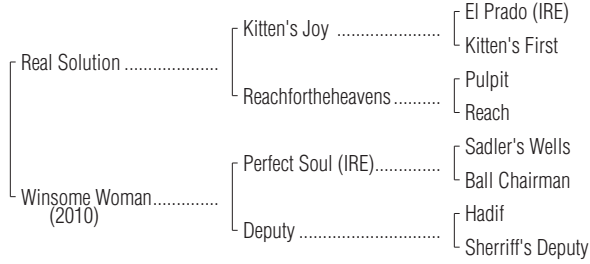 El Prado (IRE)
Kitten's Joy ..................
Kitten's First
Real Solution ....................
Pulpit
Reachfortheheavens ..........
Reach
Sadler's Wells
Perfect Soul (IRE)..............
Ball Chairman
Winsome Woman..............
(2010)
Hadif
Deputy ..............................
Sherriff's Deputy